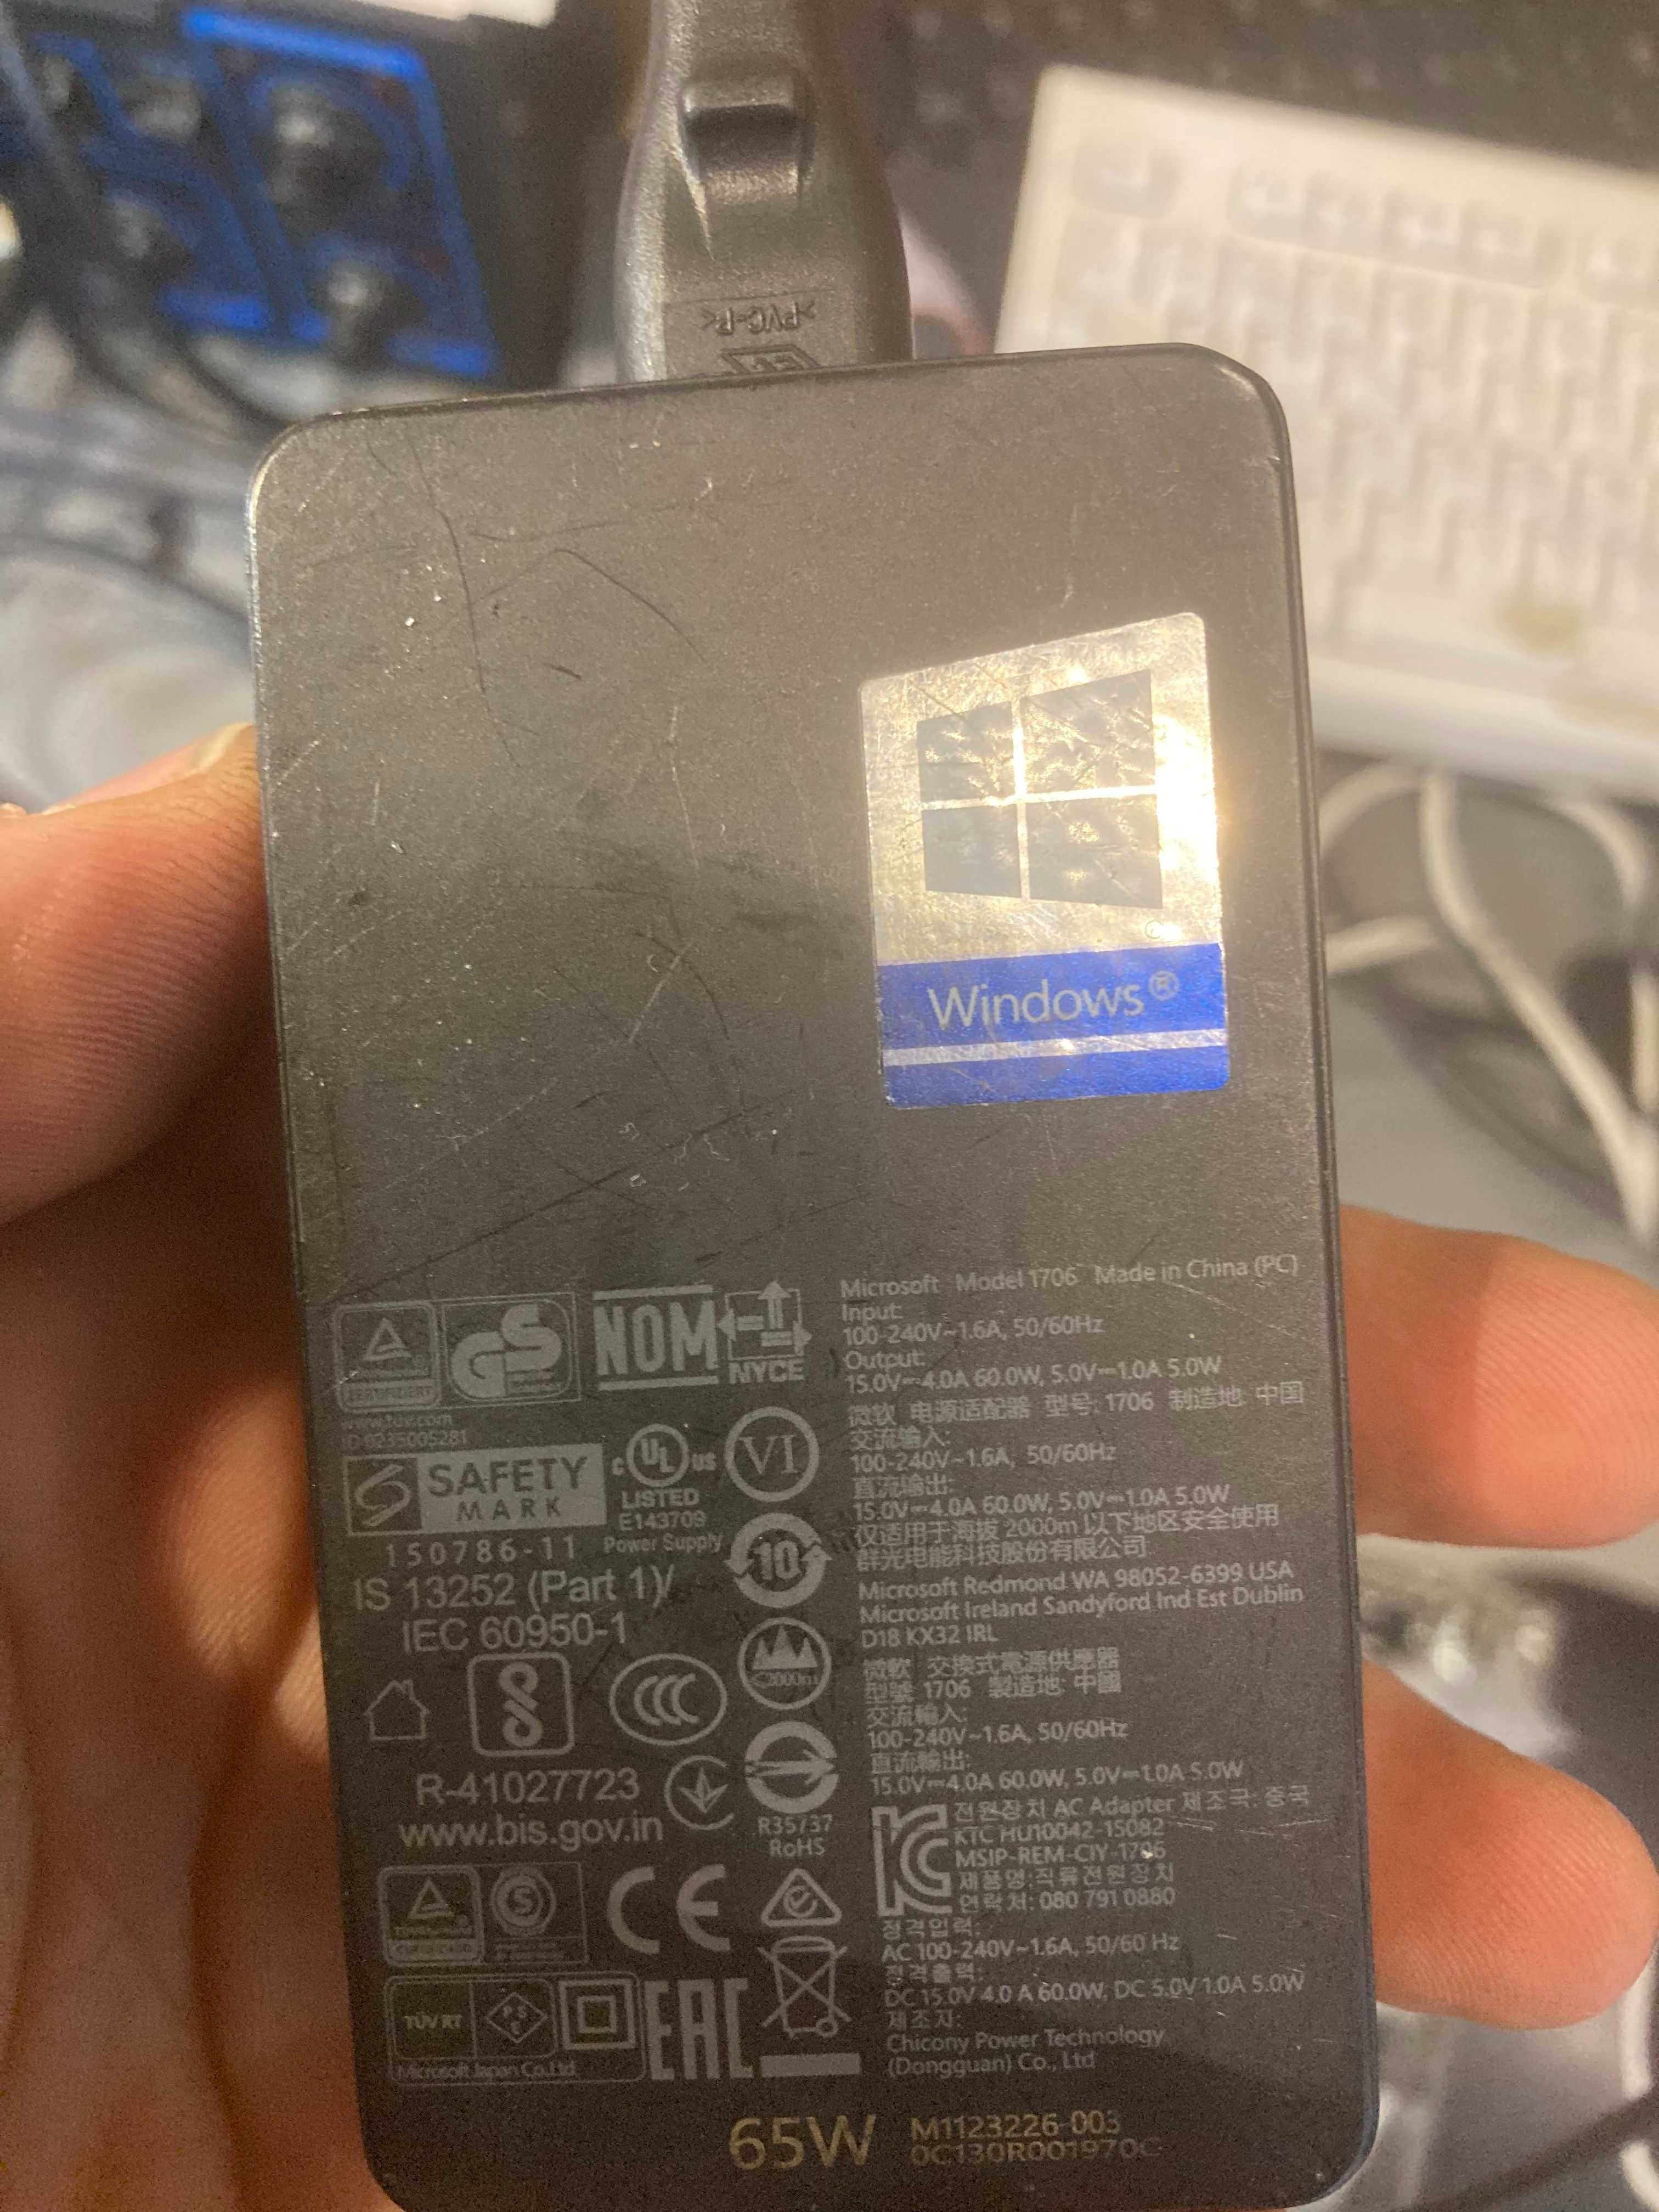 >PVC-P<
Windows®
CERTIFIZIERT
GS
www.tuv.com
ID 0235005281
NOM
NYCE
SAFETY
MARK
150786-11
c UL us
LISTED
E143709
Power Supply
VI
10
IS 13252 (Part 1)/
IEC 60950-1
<2000m
R-41027723
www.bis.gov.in
R35737
RoHS
CE
TÜV RT
PSE
Microsoft Japan Co.Ltd.
EAC
Microsoft Model 1706 Made in China (PC)
Input:
100-240V~1.6A, 50/60Hz
Output:
15.0V⎓4.0A 60.0W, 5.0V⎓1.0A 5.0W
微软 电源适配器 型号: 1706 制造地: 中国
交流输入:
100-240V~1.6A, 50/60Hz
直流输出:
15.0V⎓4.0A 60.0W, 5.0V⎓1.0A 5.0W
仅适用于海拔 2000m 以下地区安全使用
群光电能科技股份有限公司
Microsoft Redmond WA 98052-6399 USA
Microsoft Ireland Sandyford Ind Est Dublin
D18 KX32 IRL
微軟 交換式電源供應器
型號 1706 製造地: 中國
交流輸入:
100-240V~1.6A, 50/60Hz
直流輸出:
15.0V⎓4.0A 60.0W, 5.0V⎓1.0A 5.0W
전원장치 AC Adapter 제조국: 중국
KTC HU10042-15082
MSIP-REM-CIY-1706
제품명:직류전원장치
연락처: 080 791 0880
정격입력:
AC 100-240V~1.6A, 50/60 Hz
정격출력:
DC 15.0V 4.0 A 60.0W, DC 5.0V 1.0A 5.0W
제조자:
Chicony Power Technology
(Dongguan) Co., Ltd
65W
M1123226-003
0C130R001970C